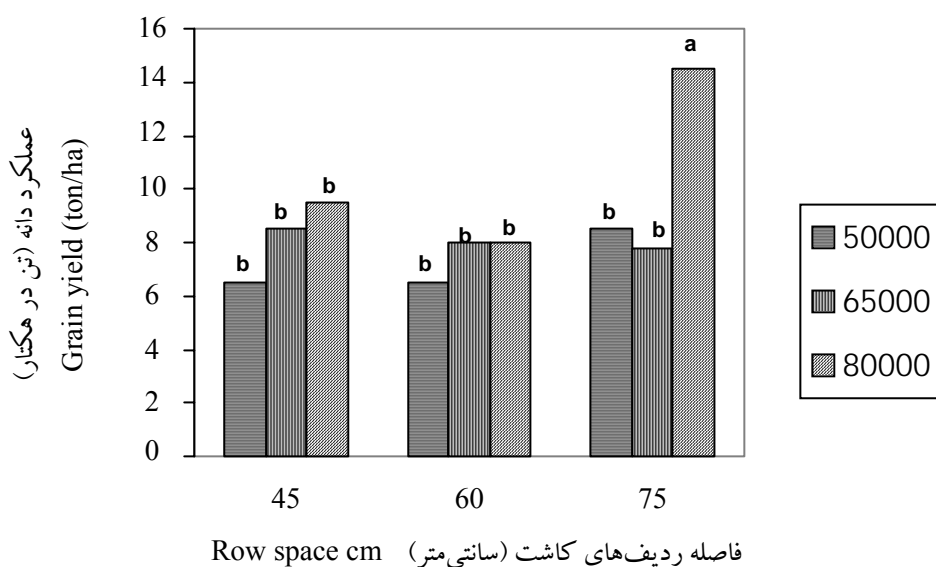 عملکرد دانه (تن در هکتار)
Grain yield (ton/ha)
16
14
12
10
8
6
4
2
0
b
b
b
b
b
b
b
b
a
45
60
75
Row space cm فاصله ردیف‌های کاشت (سانتی‌متر)
50000
65000
80000